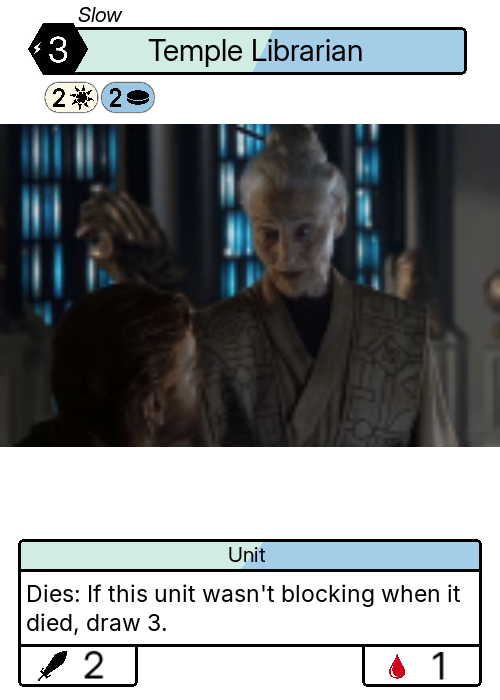 Slow
3 Temple Librarian
2 2
Unit
Dies: If this unit wasn't blocking when it
died, draw 3.
2 1